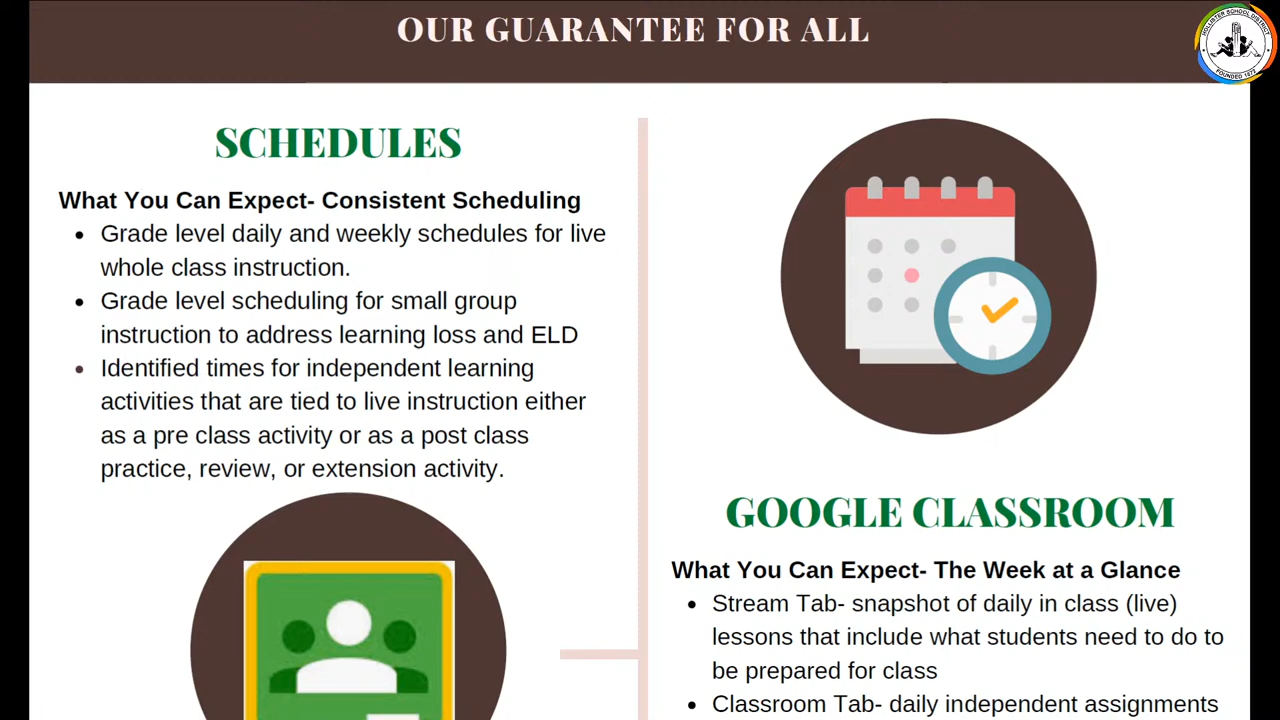 OUR GUARANTEE FOR ALL
HOLLISTER SCHOOL DISTRICT
FOUNDED 1872
SCHEDULES
What You Can Expect- Consistent Scheduling
• Grade level daily and weekly schedules for live
whole class instruction.
• Grade level scheduling for small group
instruction to address learning loss and ELD
• Identified times for independent learning
activities that are tied to live instruction either
as a pre class activity or as a post class
practice, review, or extension activity.
GOOGLE CLASSROOM
What You Can Expect- The Week at a Glance
• Stream Tab- snapshot of daily in class (live)
lessons that include what students need to do to
be prepared for class
• Classroom Tab- daily independent assignments